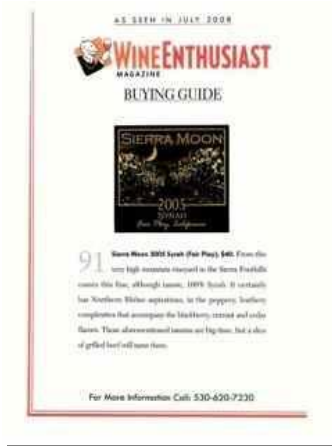 AS SEEN IN JULY 2008
WINEENTHUSIAST
MAGAZINE
BUYING GUIDE
SIERRA MOON
2005
SYRAH
Fair Play, California
91 Sierra Moon 2005 Syrah (Fair Play); $40. From this
very high mountain vineyard in the Sierra Foothills
comes this fine, although tannic, 100% Syrah. It certainly
has Northern Rhône aspirations, in the peppery, leathery
complexities that accompany the blackberry, currant and cedar
flavors. Those aforementioned tannins are big-time, but a slice
of grilled beef will tame them.
For More Information Call: 530-620-7220